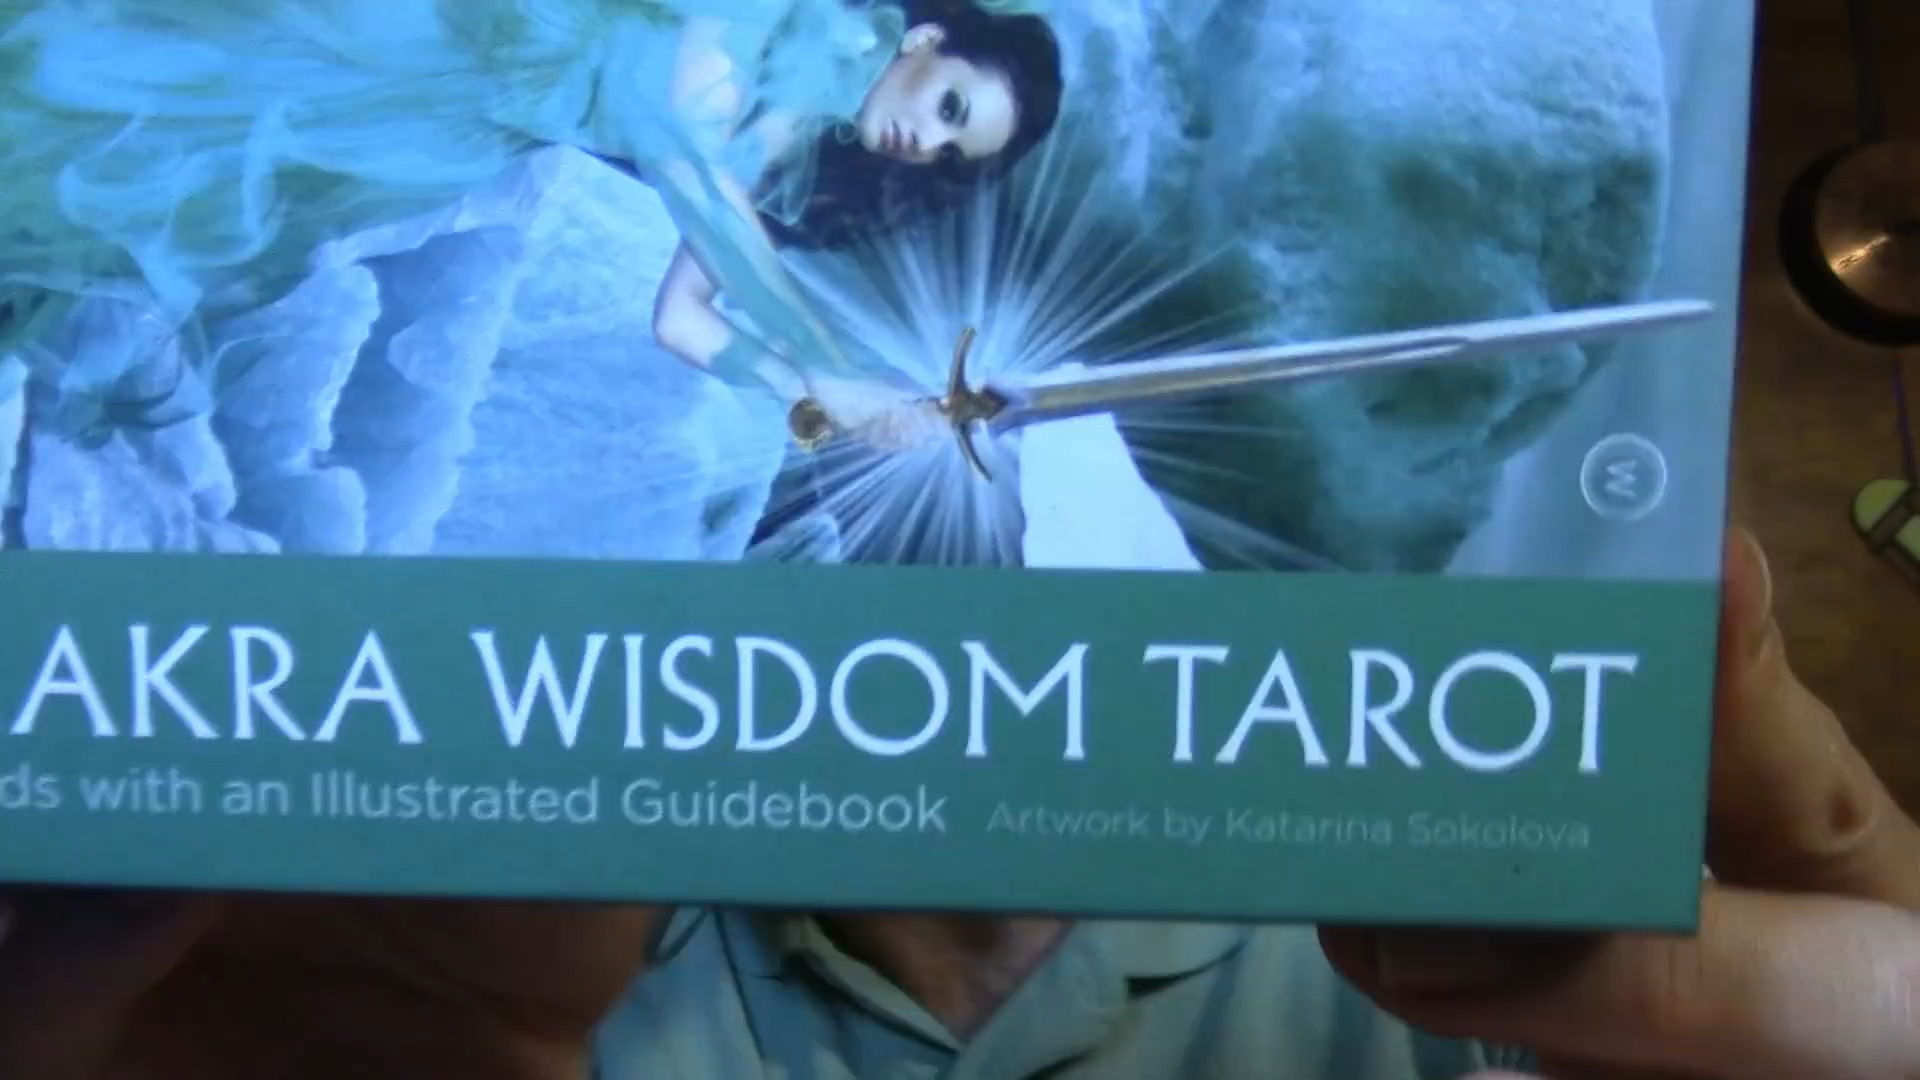 W
AKRA WISDOM TAROT
ds with an Illustrated Guidebook Artwork by Katarina Sokolova